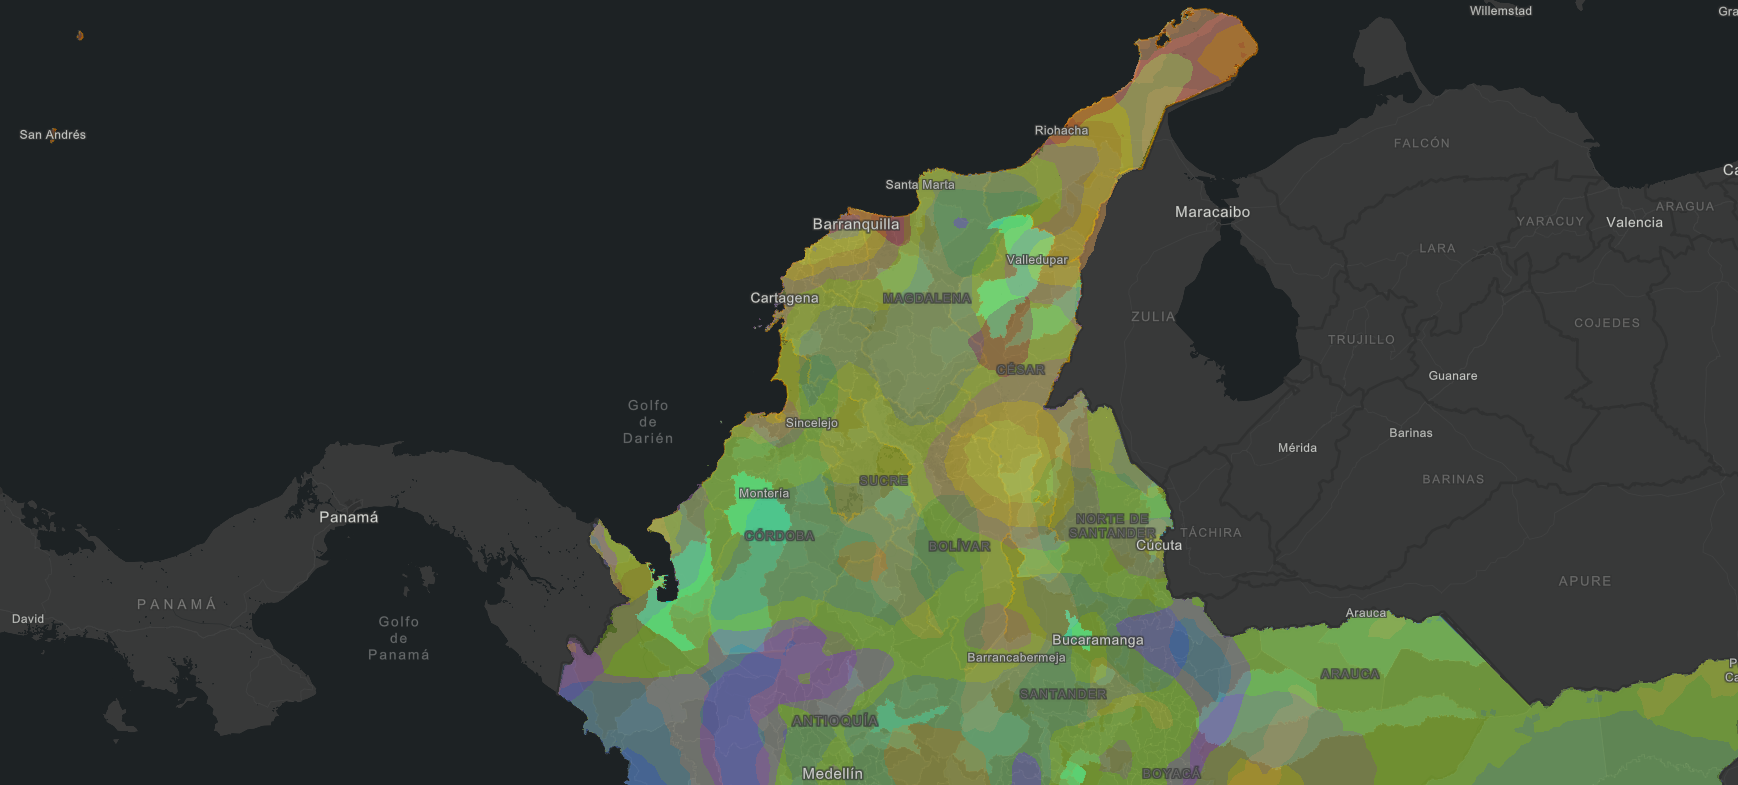 Willemstad
Gra
San Andrés
Riohacha
FALCÓN
Ca
Santa Marta
Maracaibo
ARAGUA
Barranquilla
YARACUY
Valencia
LARA
Valledupar
Cartagena
MAGDALENA
ZULIA
COJEDES
TRUJILLO
CÉSAR
Guanare
Golfo
de
Darién
Sincelejo
Mérida
Barinas
SUCRE
BARINAS
Montería
Panamá
NORTE DE
SANTANDER
TÁCHIRA
CÓRDOBA
BOLÍVAR
Cúcuta
APURE
PANAMÁ
David
Golfo
de
Panamá
Arauca
Bucaramanga
Barrancabermeja
P
Ca
ARAUCA
SANTANDER
ANTIOQUÍA
Medellín
BOYACÁ